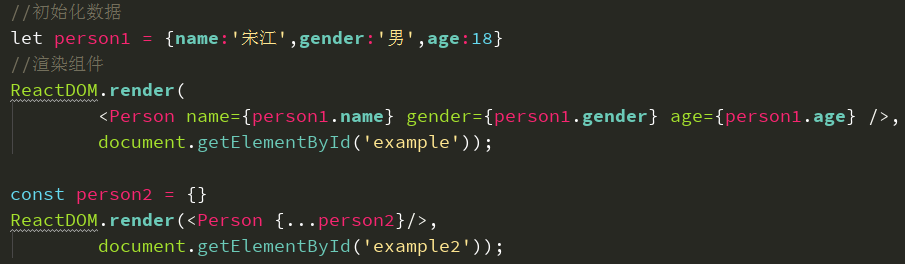 //初始化数据
let person1 = {name:'宋江',gender:'男',age:18}
//渲染组件
ReactDOM.render(
<Person name={person1.name} gender={person1.gender} age={person1.age} />,
document.getElementById('example'));
const person2 = {}
ReactDOM.render(<Person {...person2}/>,
document.getElementById('example2'));